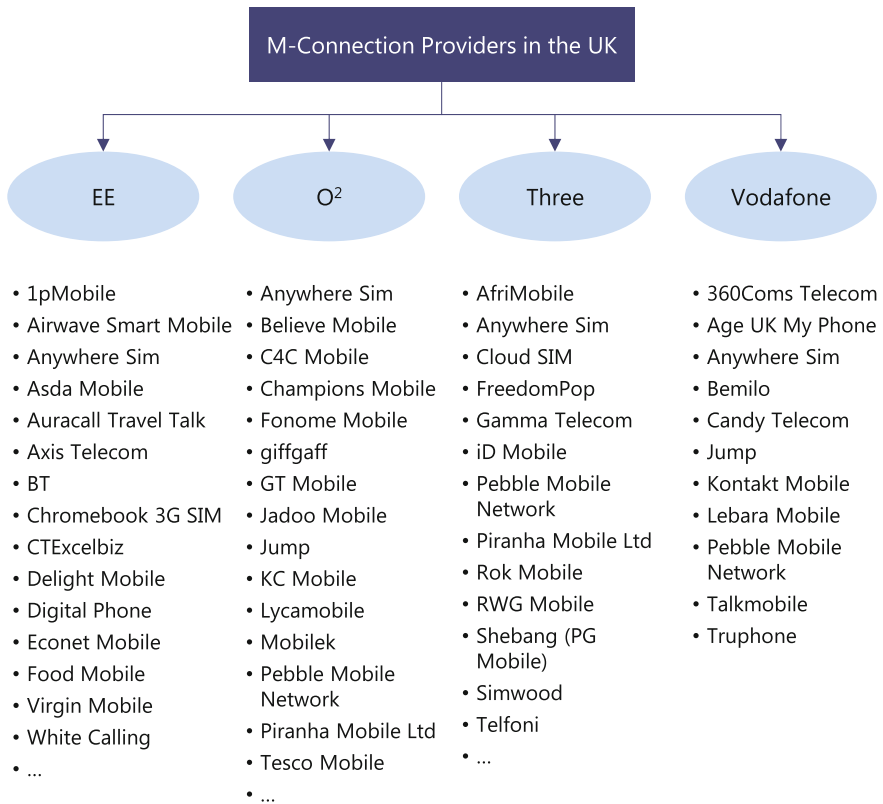 M-Connection Providers in the UK
EE
O²
Three
Vodafone
• 1pMobile
• Airwave Smart Mobile
• Anywhere Sim
• Asda Mobile
• Auracall Travel Talk
• Axis Telecom
• BT
• Chromebook 3G SIM
• CTExcelbiz
• Delight Mobile
• Digital Phone
• Econet Mobile
• Food Mobile
• Virgin Mobile
• White Calling
• ...
• Anywhere Sim
• Believe Mobile
• C4C Mobile
• Champions Mobile
• Fonome Mobile
• giffgaff
• GT Mobile
• Jadoo Mobile
• Jump
• KC Mobile
• Lycamobile
• Mobilek
• Pebble Mobile
Network
• Piranha Mobile Ltd
• Tesco Mobile
• ...
• AfriMobile
• Anywhere Sim
• Cloud SIM
• FreedomPop
• Gamma Telecom
• iD Mobile
• Pebble Mobile
Network
• Piranha Mobile Ltd
• Rok Mobile
• RWG Mobile
• Shebang (PG
Mobile)
• Simwood
• Telfoni
• ...
• 360Coms Telecom
• Age UK My Phone
• Anywhere Sim
• Bemilo
• Candy Telecom
• Jump
• Kontakt Mobile
• Lebara Mobile
• Pebble Mobile
Network
• Talkmobile
• Truphone